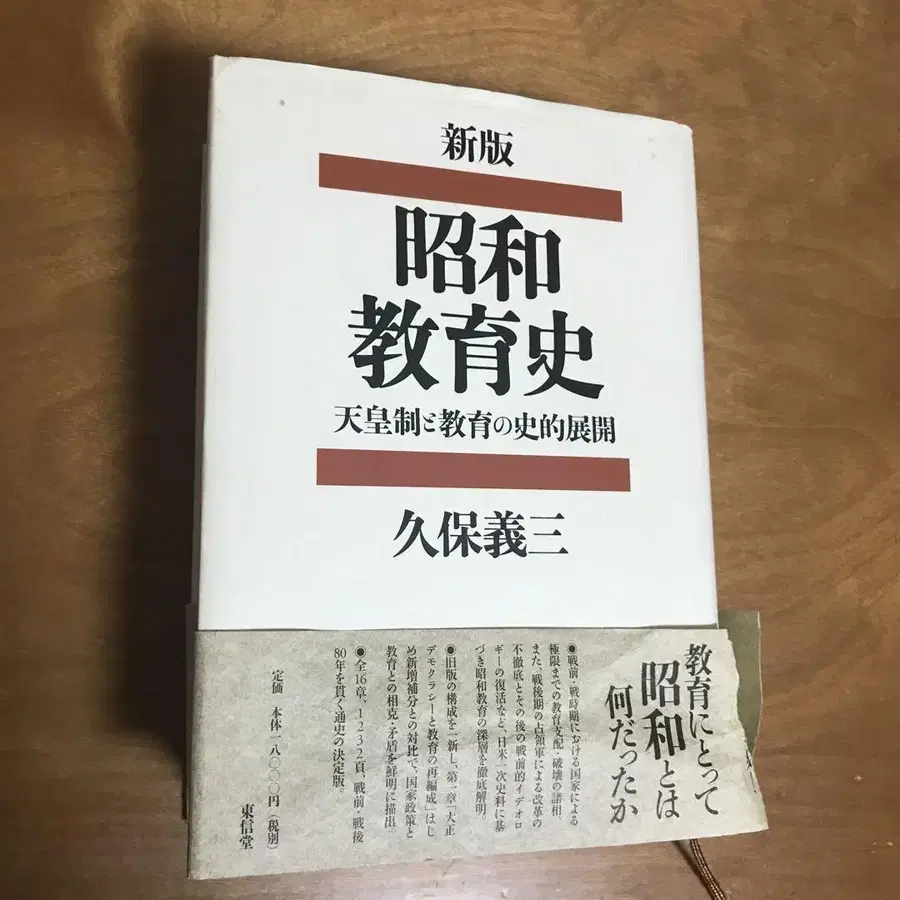 新版
昭和
教育史
天皇制と教育の史的展開
久保義三
教育にとって
昭和とは
何だったか
●戦前・戦時期における国家による
極限までの教育支配・破壊の諸相、
また、戦後期の占領軍による改革の
不徹底とその後の戦前的イデオロ
ギーの復活など、日米一次史料に基
づき昭和教育の深層を徹底解明。
●旧版の構成を一新し、第一章「大正
デモクラシーと教育の再編成」はじ
め新増補分との対比で、国家政策と
教育との相克・矛盾を鮮明に描出。
●全16章、1232頁、戦前・戦後
80年を貫く通史の決定版。
定価 本体一八〇〇〇円(税別)
東信堂